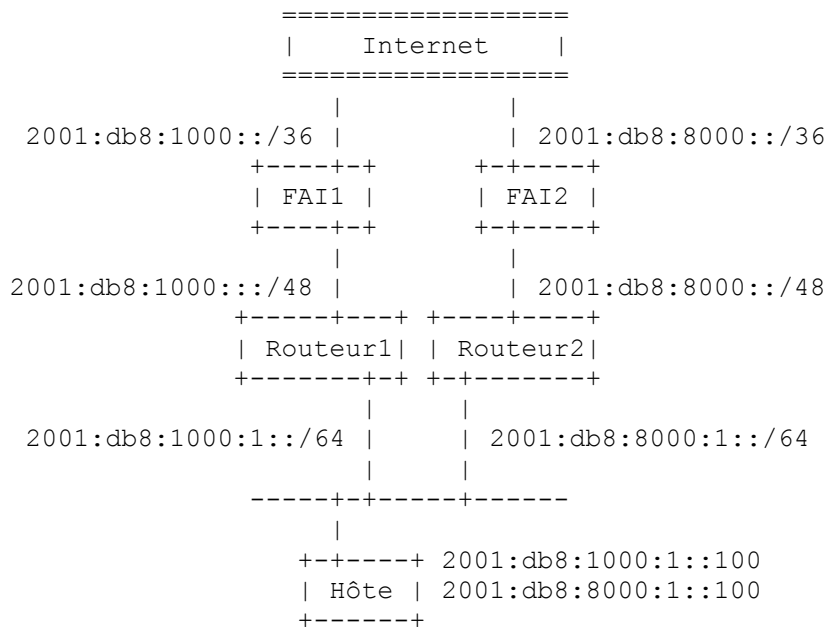 Internet
2001:db8:1000::/36 2001:db8:8000::/36
FAI1 FAI2
2001:db8:1000:::/48 2001:db8:8000::/48
Routeur1 Routeur2
2001:db8:1000:1::/64 2001:db8:8000:1::/64
2001:db8:1000:1::100
Hôte 2001:db8:8000:1::100